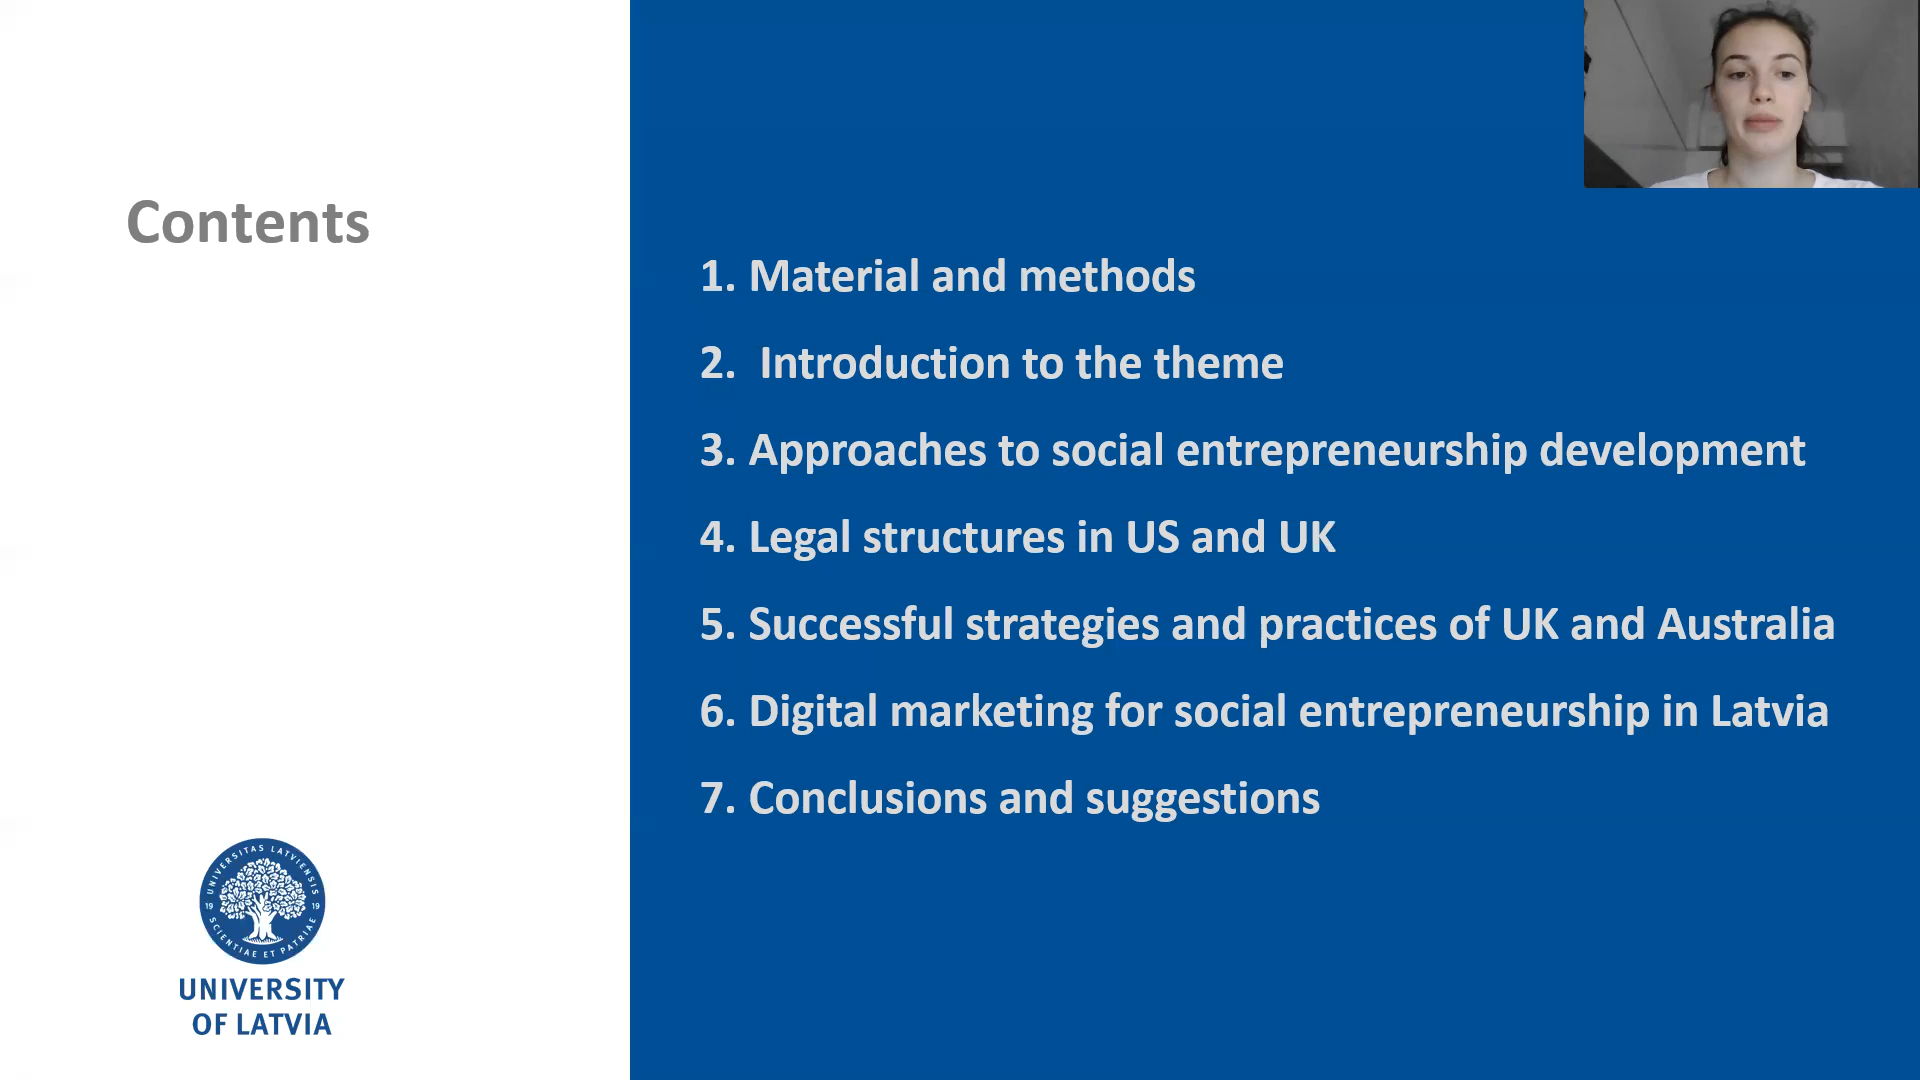 Contents
1. Material and methods
2. Introduction to the theme
3. Approaches to social entrepreneurship development
4. Legal structures in US and UK
5. Successful strategies and practices of UK and Australia
6. Digital marketing for social entrepreneurship in Latvia
7. Conclusions and suggestions
UNIVERSITAS LATVIENSIS
19 19
SCIENTIAE ET PATRIAE
UNIVERSITY
OF LATVIA